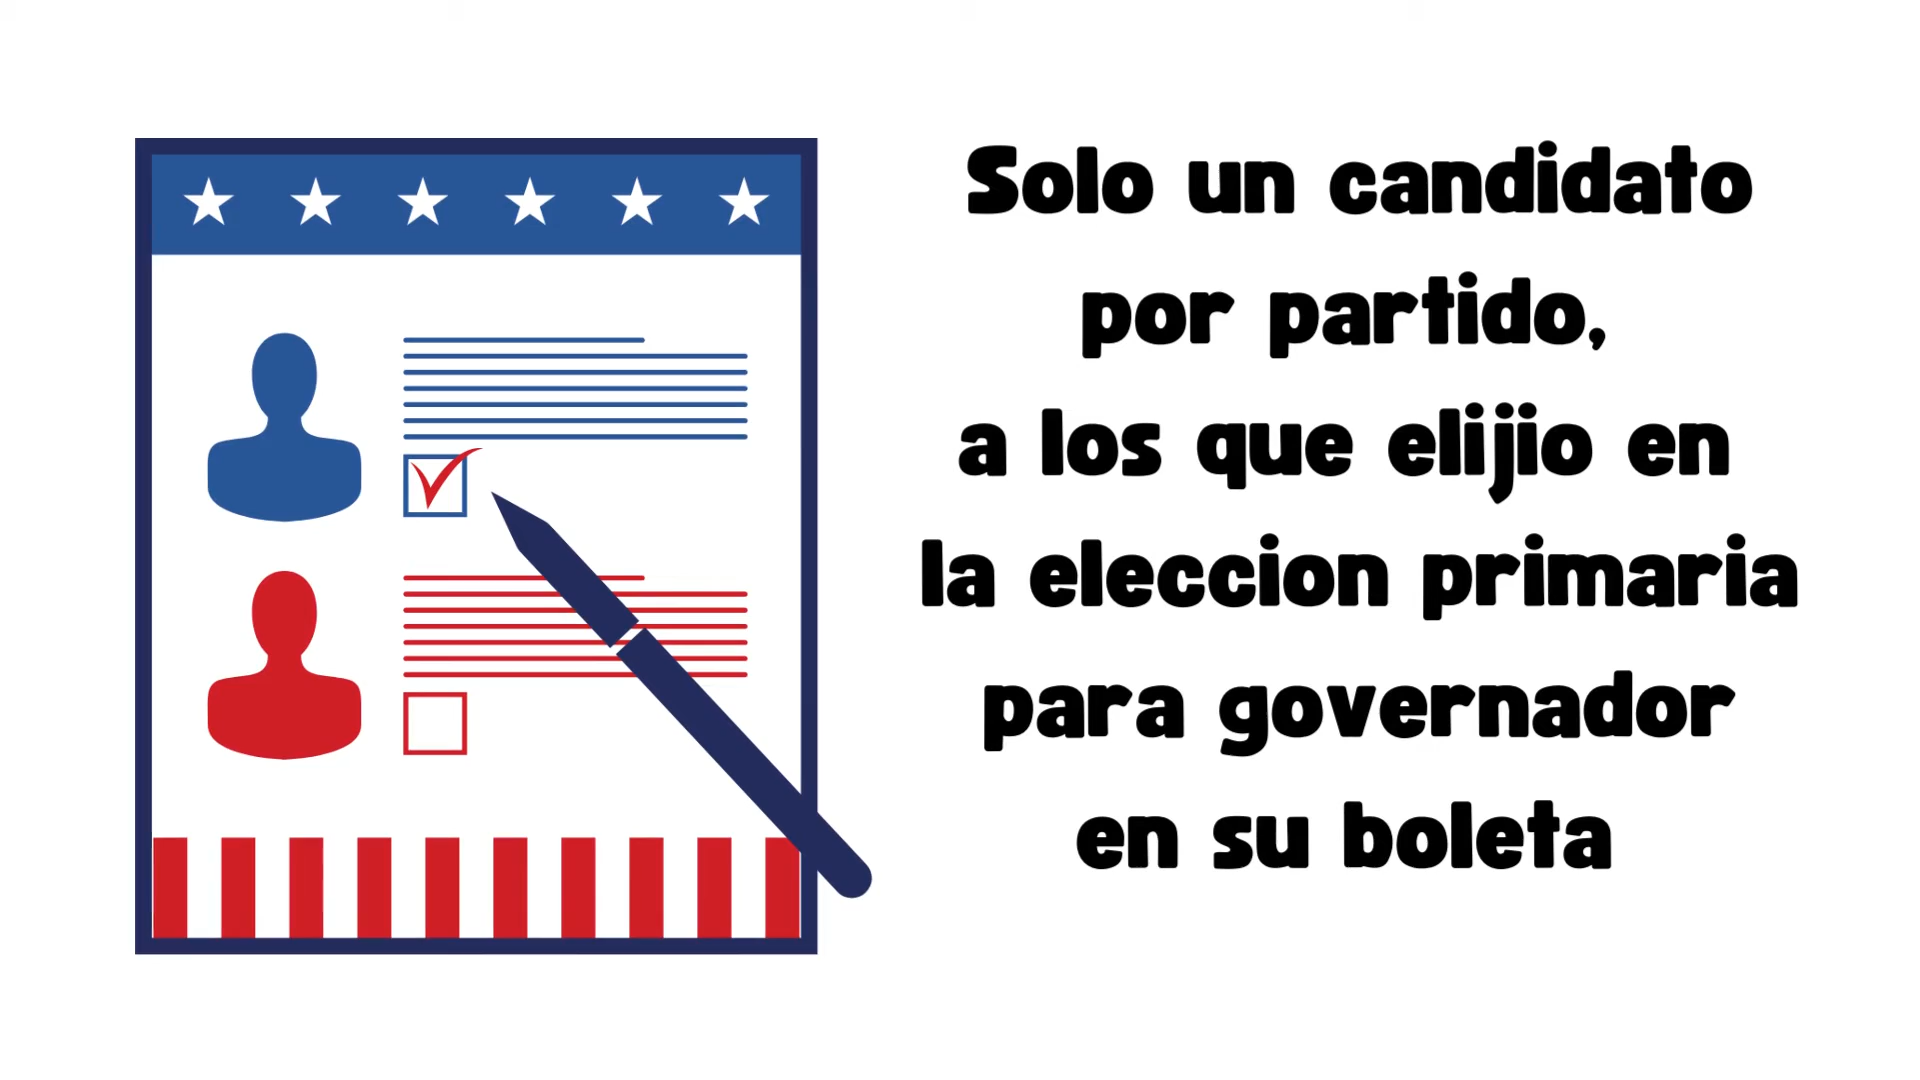 Solo un candidato
por partido,
a los que elijio en
la eleccion primaria
para governador
en su boleta